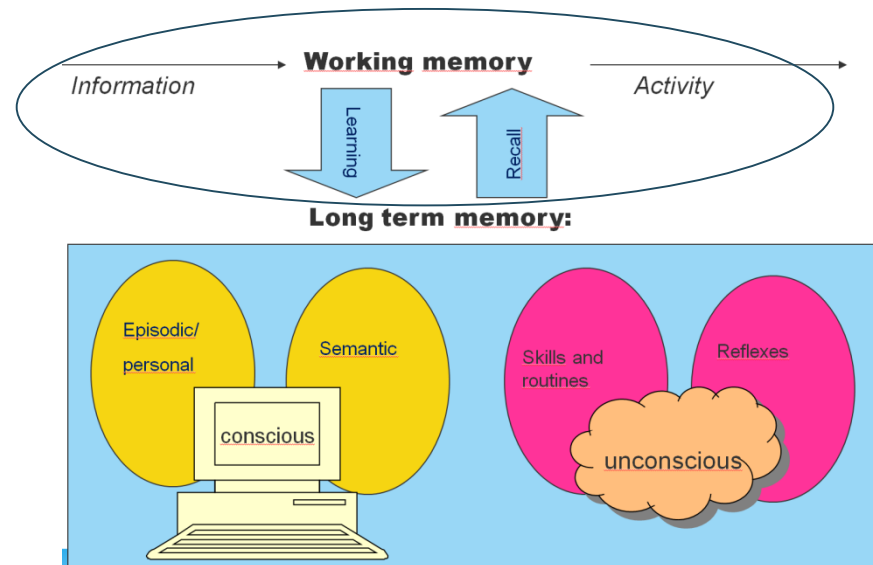 Working memory
Information
Activity
Learning
Recall
Long term memory:
Episodic/
personal
Semantic
Skills and
routines
Reflexes
conscious
unconscious